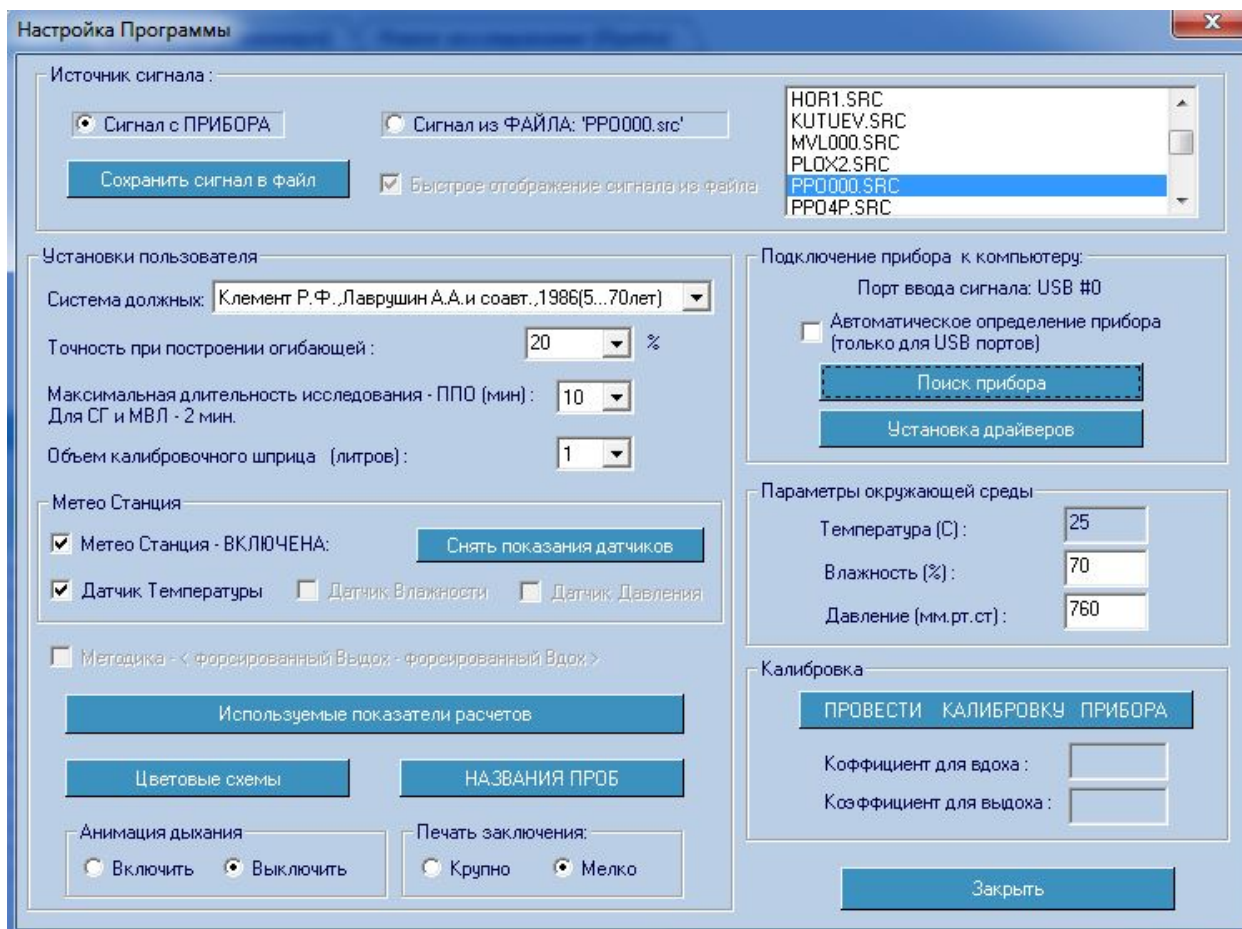 Настройка Программы
Источник сигнала :
Сигнал с ПРИБОРА
Сигнал из ФАЙЛА: 'PPO000.src'
Сохранить сигнал в файл
Быстрое отображение сигнала из файла
HOR1.SRC
KUTUEV.SRC
MVL000.SRC
PLOX2.SRC
PPO000.SRC
PPO4P.SRC
Установки пользователя
Система должных: Клемент Р.Ф.,Лаврушин А.А.и соавт.,1986(5...70лет)
Точность при построении огибающей : 20 %
Максимальная длительность исследования - ППО (мин) : 10
Для СГ и МВЛ - 2 мин.
Объем калибровочного шприца (литров) : 1
Метео Станция
Метео Станция - ВКЛЮЧЕНА:
Снять показания датчиков
Датчик Температуры Датчик Влажности Датчик Давления
Методика - < форсированный Выдох - форсированный Вдох >
Используемые показатели расчетов
Цветовые схемы
НАЗВАНИЯ ПРОБ
Анимация дыхания
Включить Выключить
Печать заключения:
Крупно Мелко
Подключение прибора к компьютеру:
Порт ввода сигнала: USB #0
Автоматическое определение прибора
(только для USB портов)
Поиск прибора
Установка драйверов
Параметры окружающей среды
Температура (С) : 25
Влажность (%) : 70
Давление (мм.рт.ст) : 760
Калибровка
ПРОВЕСТИ КАЛИБРОВКУ ПРИБОРА
Коффициент для вдоха :
Коэффициент для выдоха :
Закрыть